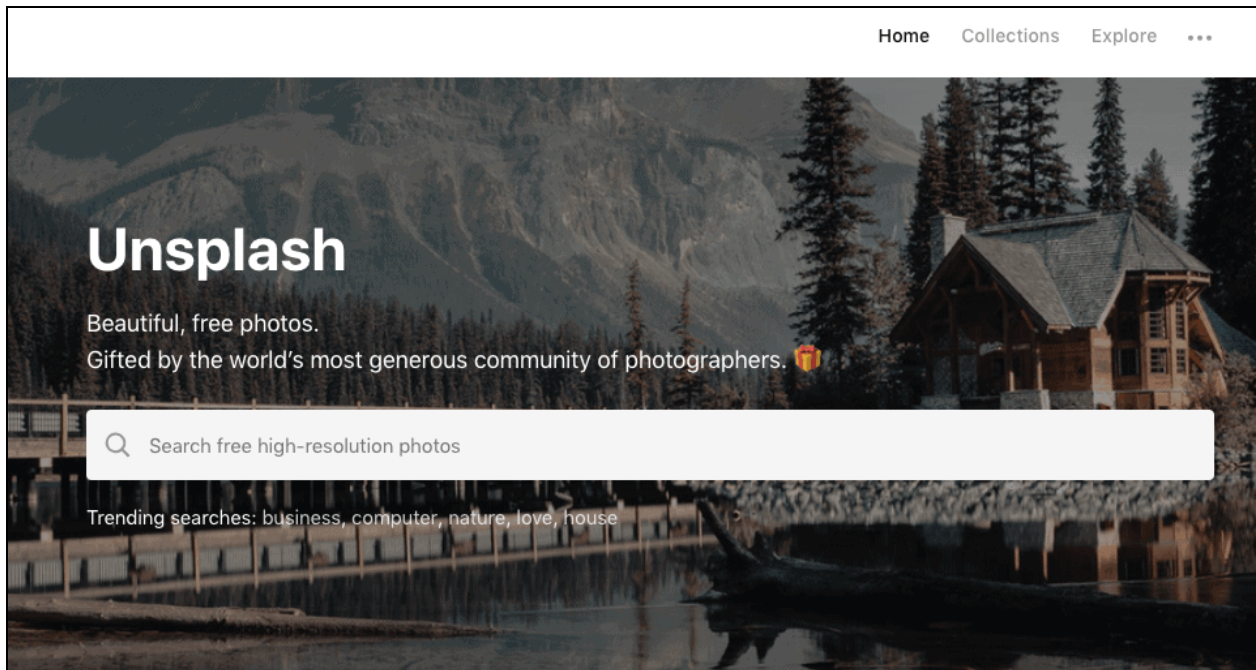 Home Collections Explore •••
Unsplash
Beautiful, free photos.
Gifted by the world’s most generous community of photographers. 🎁
Search free high-resolution photos
Trending searches: business, computer, nature, love, house